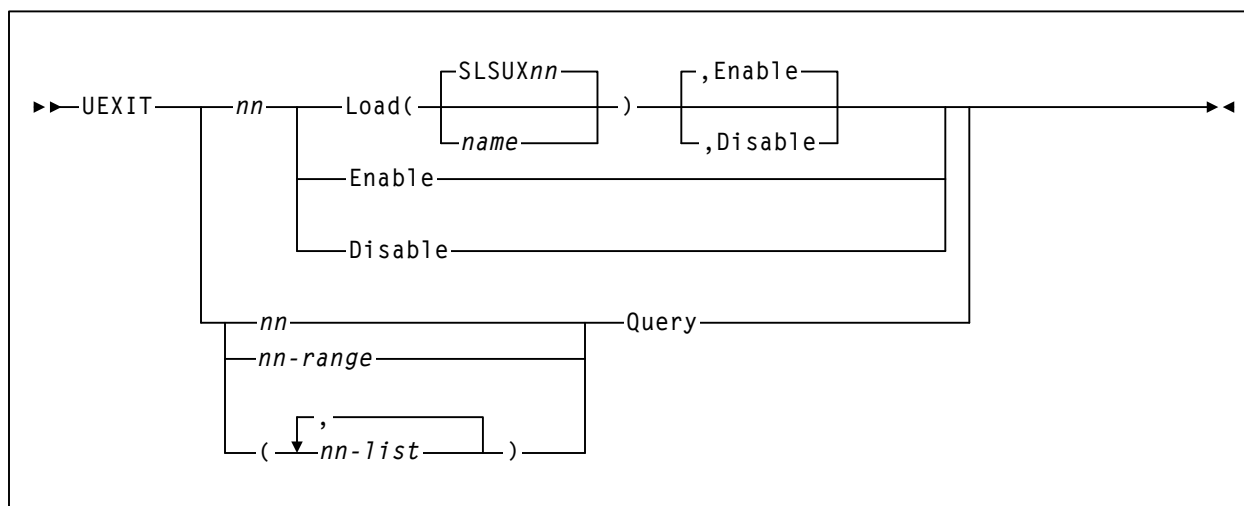 SLSUXnn ,Enable
UEXIT nn Load( ) 
name ,Disable
Enable
Disable
nn Query
nn-range
,
( nn-list )